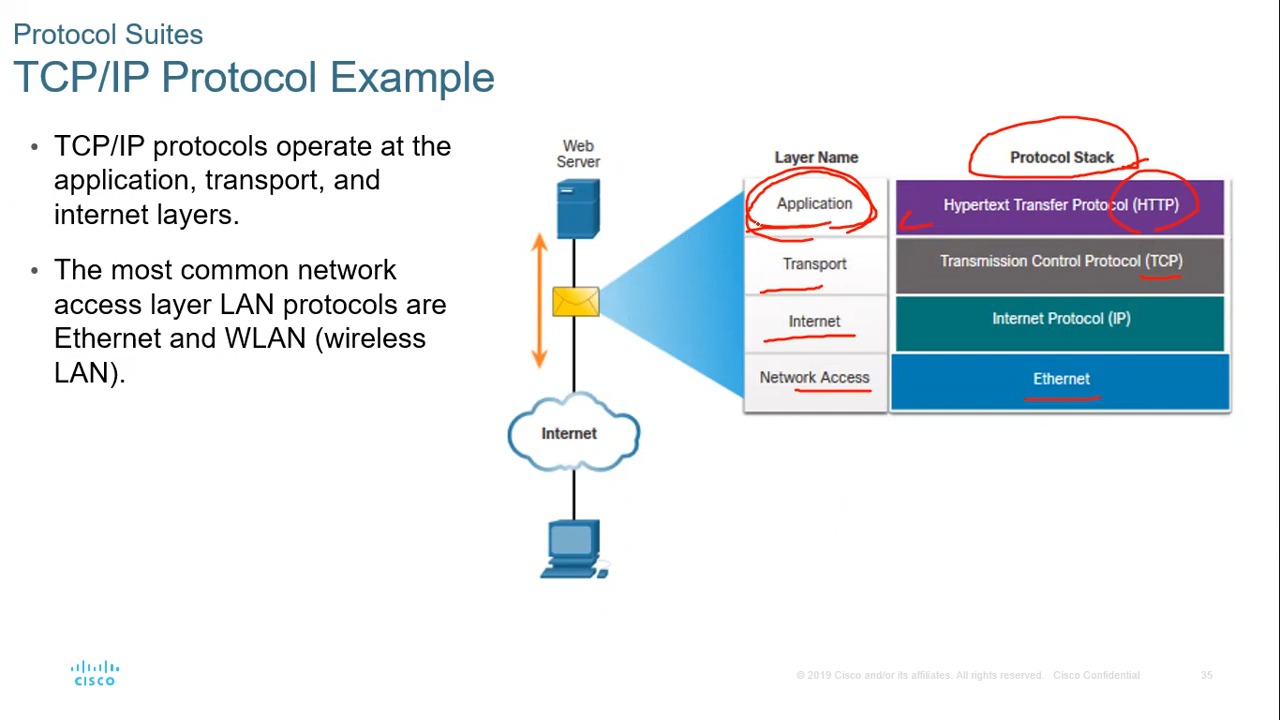 Protocol Suites
TCP/IP Protocol Example
• TCP/IP protocols operate at the
application, transport, and
internet layers.
• The most common network
access layer LAN protocols are
Ethernet and WLAN (wireless
LAN).
Web
Server
Internet
Layer Name
Protocol Stack
Application
Hypertext Transfer Protocol (HTTP)
Transport
Transmission Control Protocol (TCP)
Internet
Internet Protocol (IP)
Network Access
Ethernet
CISCO
© 2019 Cisco and/or its affiliates. All rights reserved. Cisco Confidential
35